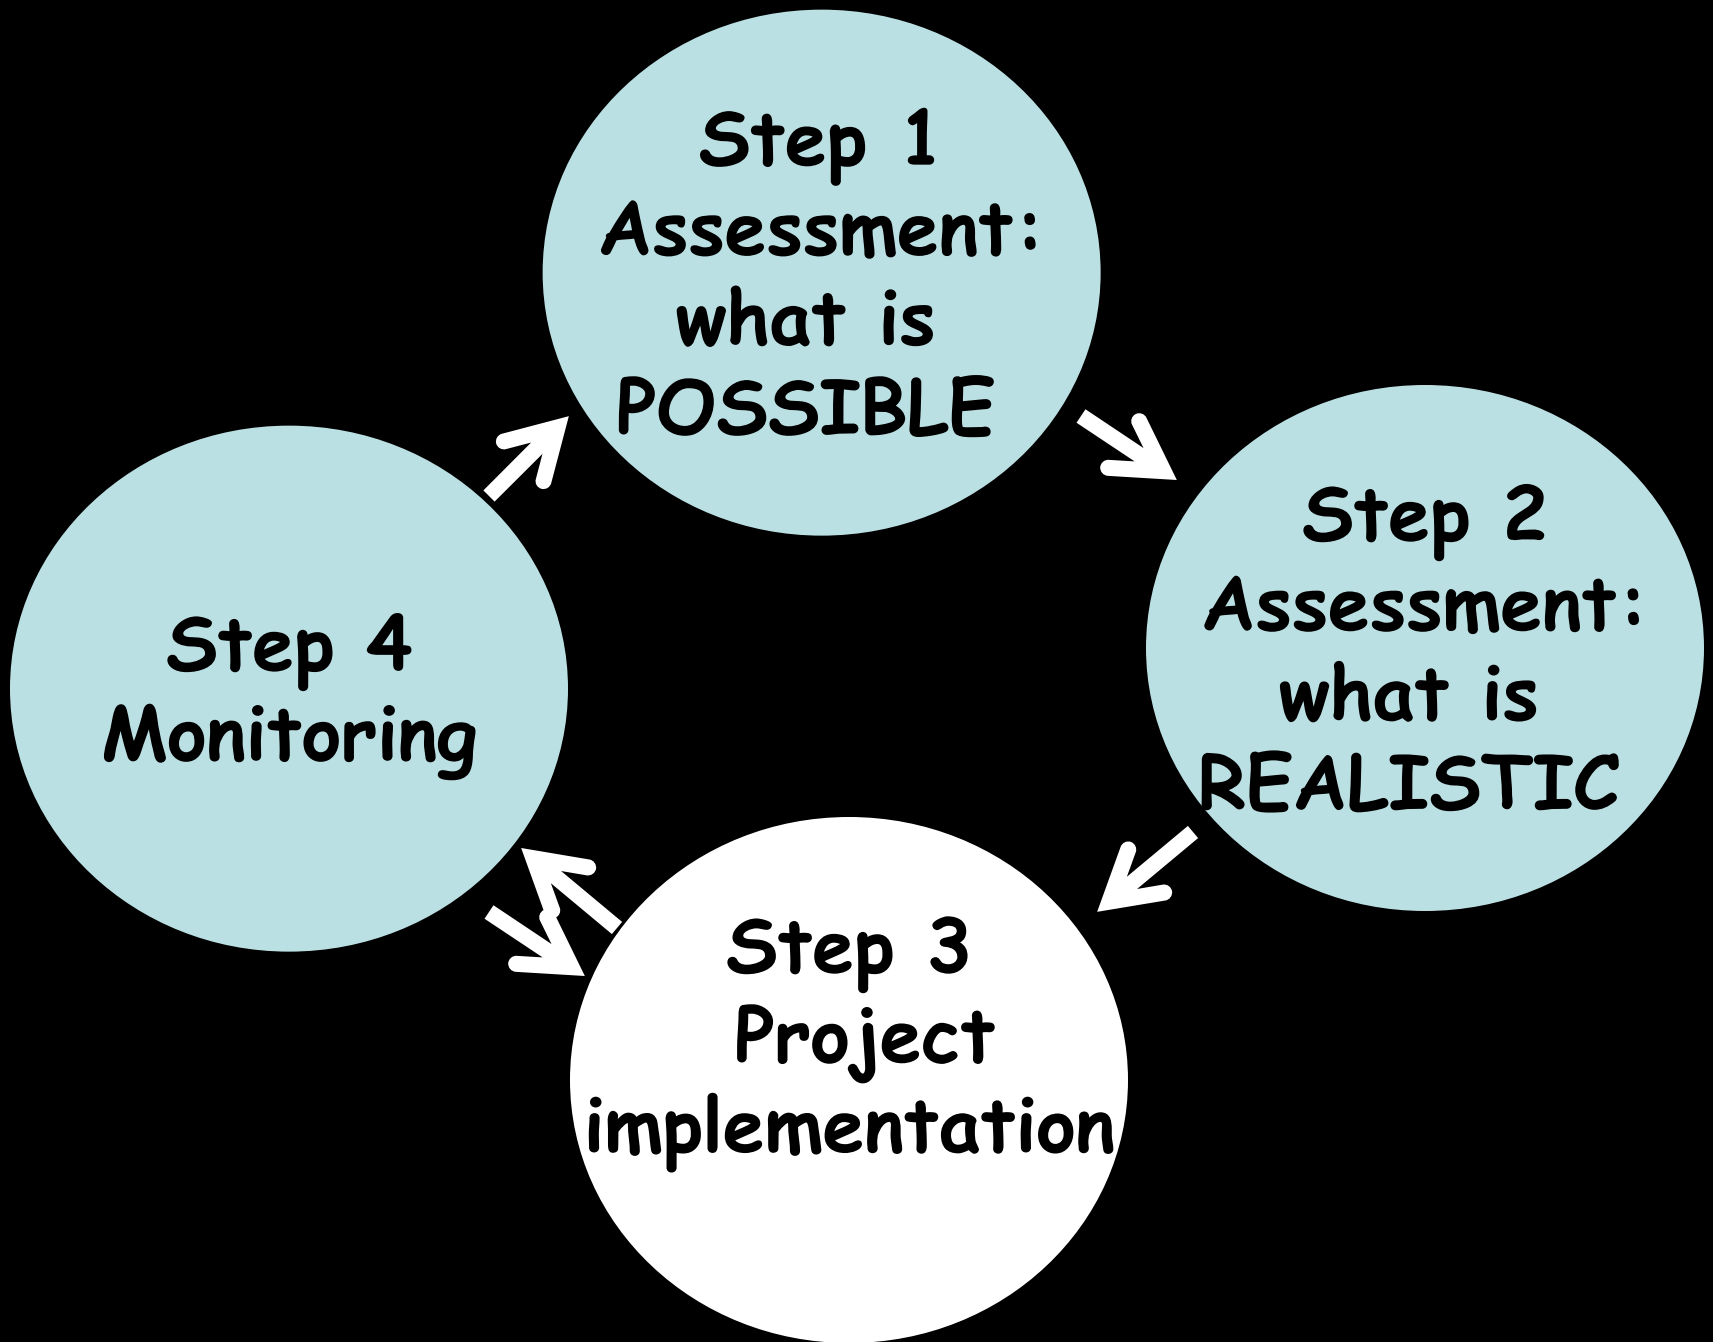 Step 1
Assessment:
what is
POSSIBLE
Step 2
Assessment:
what is
REALISTIC
Step 3
Project
implementation
Step 4
Monitoring